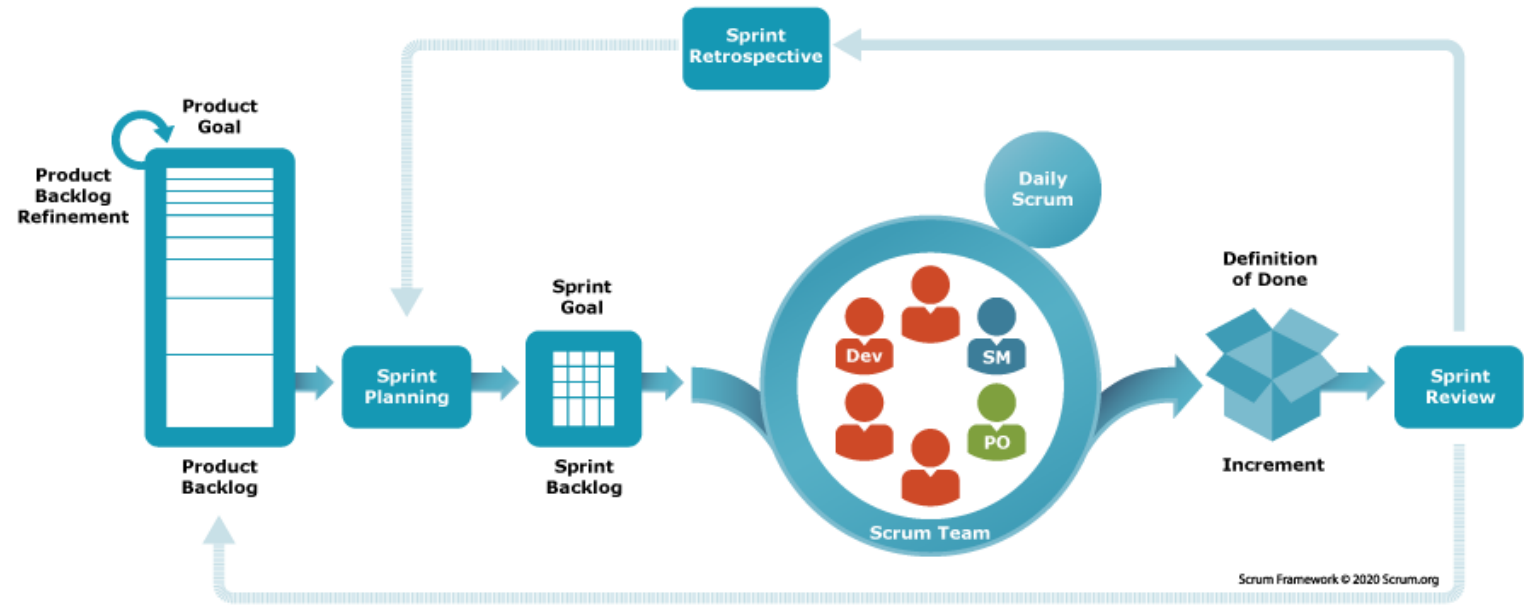 Sprint
Retrospective
Product
Goal
Product
Backlog
Refinement
Daily
Scrum
Definition
of Done
Sprint
Goal
Dev
SM
Sprint
Planning
Sprint
Review
PO
Product
Backlog
Sprint
Backlog
Increment
Scrum Team
Scrum Framework © 2020 Scrum.org